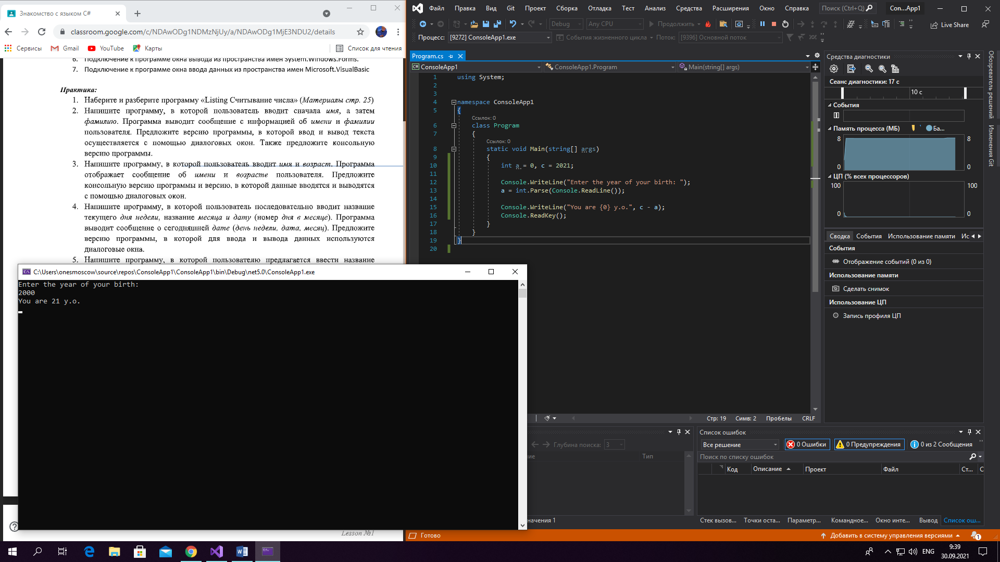 Знакомство с языком C#
classroom.google.com/c/NDAwODg1NDMzNjUy/a/NDAwODg1MjE3NDU2/details
Сервисы
Gmail
YouTube
Карты
Список для чтения
6. Подключение к программе окна вывода из пространства имен System.Windows.Forms.
7. Подключение к программе окна ввода данных из пространства имен Microsoft.VisualBasic
Практика:
1. Наберите и разберите программу «Listing Считывание числа» (Материалы стр. 25)
2. Напишите программу, в которой пользователь вводит сначала имя, а затем
фамилию. Программа выводит сообщение с информацией об имени и фамилии
пользователя. Предложите версию программы, в которой ввод и вывод текста
осуществляется с помощью диалоговых окон. Также предложите консольную
версию программы.
3. Напишите программу, в которой пользователь вводит имя и возраст. Программа
отображает сообщение об имени и возрасте пользователя. Предложите
консольную версию программы и версию, в которой данные вводятся и выводятся
с помощью диалоговых окон.
4. Напишите программу, в которой пользователь последовательно вводит название
текущего дня недели, название месяца и дату (номер дня в месяце). Программа
выводит сообщение о сегодняшней дате (день недели, дата, месяц). Предложите
версию программы, в которой для ввода и вывода данных используются
диалоговые окна.
5. Напишите программу, в которой пользователю предлагается ввести название
Lesson №1
C:\Users\onesmoscow\source\repos\ConsoleApp1\ConsoleApp1\bin\Debug\net5.0\ConsoleApp1.exe
Enter the year of your birth:
2000
You are 21 y.o.
Файл Правка Вид Git Проект Сборка Отладка Тест Анализ Средства Расширения Окно Справка Поиск (Ctrl+Q) Con...App1
Debug Any CPU Продолжить Live Share
Процесс: [9272] ConsoleApp1.exe События жизненного цикла Поток: [9396] Основной поток
Program.cs
ConsoleApp1 ConsoleApp1.Program Main(string[] args)
1 using System;
2
3
4 namespace ConsoleApp1
5 {
Ссылок: 0
6 class Program
7 {
Ссылок: 0
8 static void Main(string[] args)
9 {
10 int a = 0, c = 2021;
11
12 Console.WriteLine("Enter the year of your birth: ");
13 a = int.Parse(Console.ReadLine());
14
15 Console.WriteLine("You are {0} y.o.", c - a);
16 Console.ReadKey();
17 }
18 }
19 }
20
Стр: 19 Симв: 2 Пробелы CRLF
Средства диагностики
Сеанс диагностики: 17 с
10 с
События
Память процесса (МБ) Ба...
8 8
0 0
ЦП (% всех процессоров)
100 100
0 0
Сводка События Использование памяти Ис
События
Отображение событий (0 из 0)
Использование памяти
Сделать снимок
Использование ЦП
Запись профиля ЦП
Обозреватель решений
Изменения Git
Глубина поиска: 3
ние Тип
начения 1
Список ошибок
Все решение 0 Ошибки 0 Предупреждения 0 из 2 Сообщения
Поиск по списку ошибок
Код Описание Проект Файл Ст... С
Стек вызов... Точки оста... Параметр... Командное... Окно инте... Вывод Список ош...
Готово
Добавить в систему управления версиями 1
ENG
9:39
30.09.2021